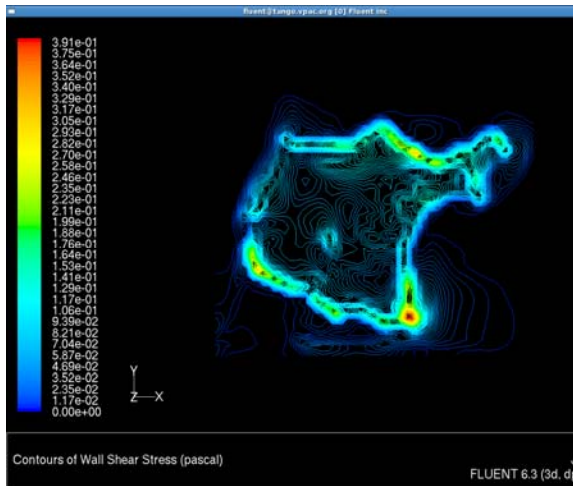 fluent@tango.vpac.org [0] Fluent Inc
3.91e-01
3.75e-01
3.64e-01
3.52e-01
3.40e-01
3.29e-01
3.17e-01
3.05e-01
2.93e-01
2.82e-01
2.70e-01
2.58e-01
2.46e-01
2.35e-01
2.23e-01
2.11e-01
1.99e-01
1.88e-01
1.76e-01
1.64e-01
1.53e-01
1.41e-01
1.29e-01
1.17e-01
1.06e-01
9.39e-02
8.21e-02
7.04e-02
5.87e-02
4.69e-02
3.52e-02
2.35e-02
1.17e-02
0.00e+00
Y
Z X
Contours of Wall Shear Stress (pascal)
FLUENT 6.3 (3d, d